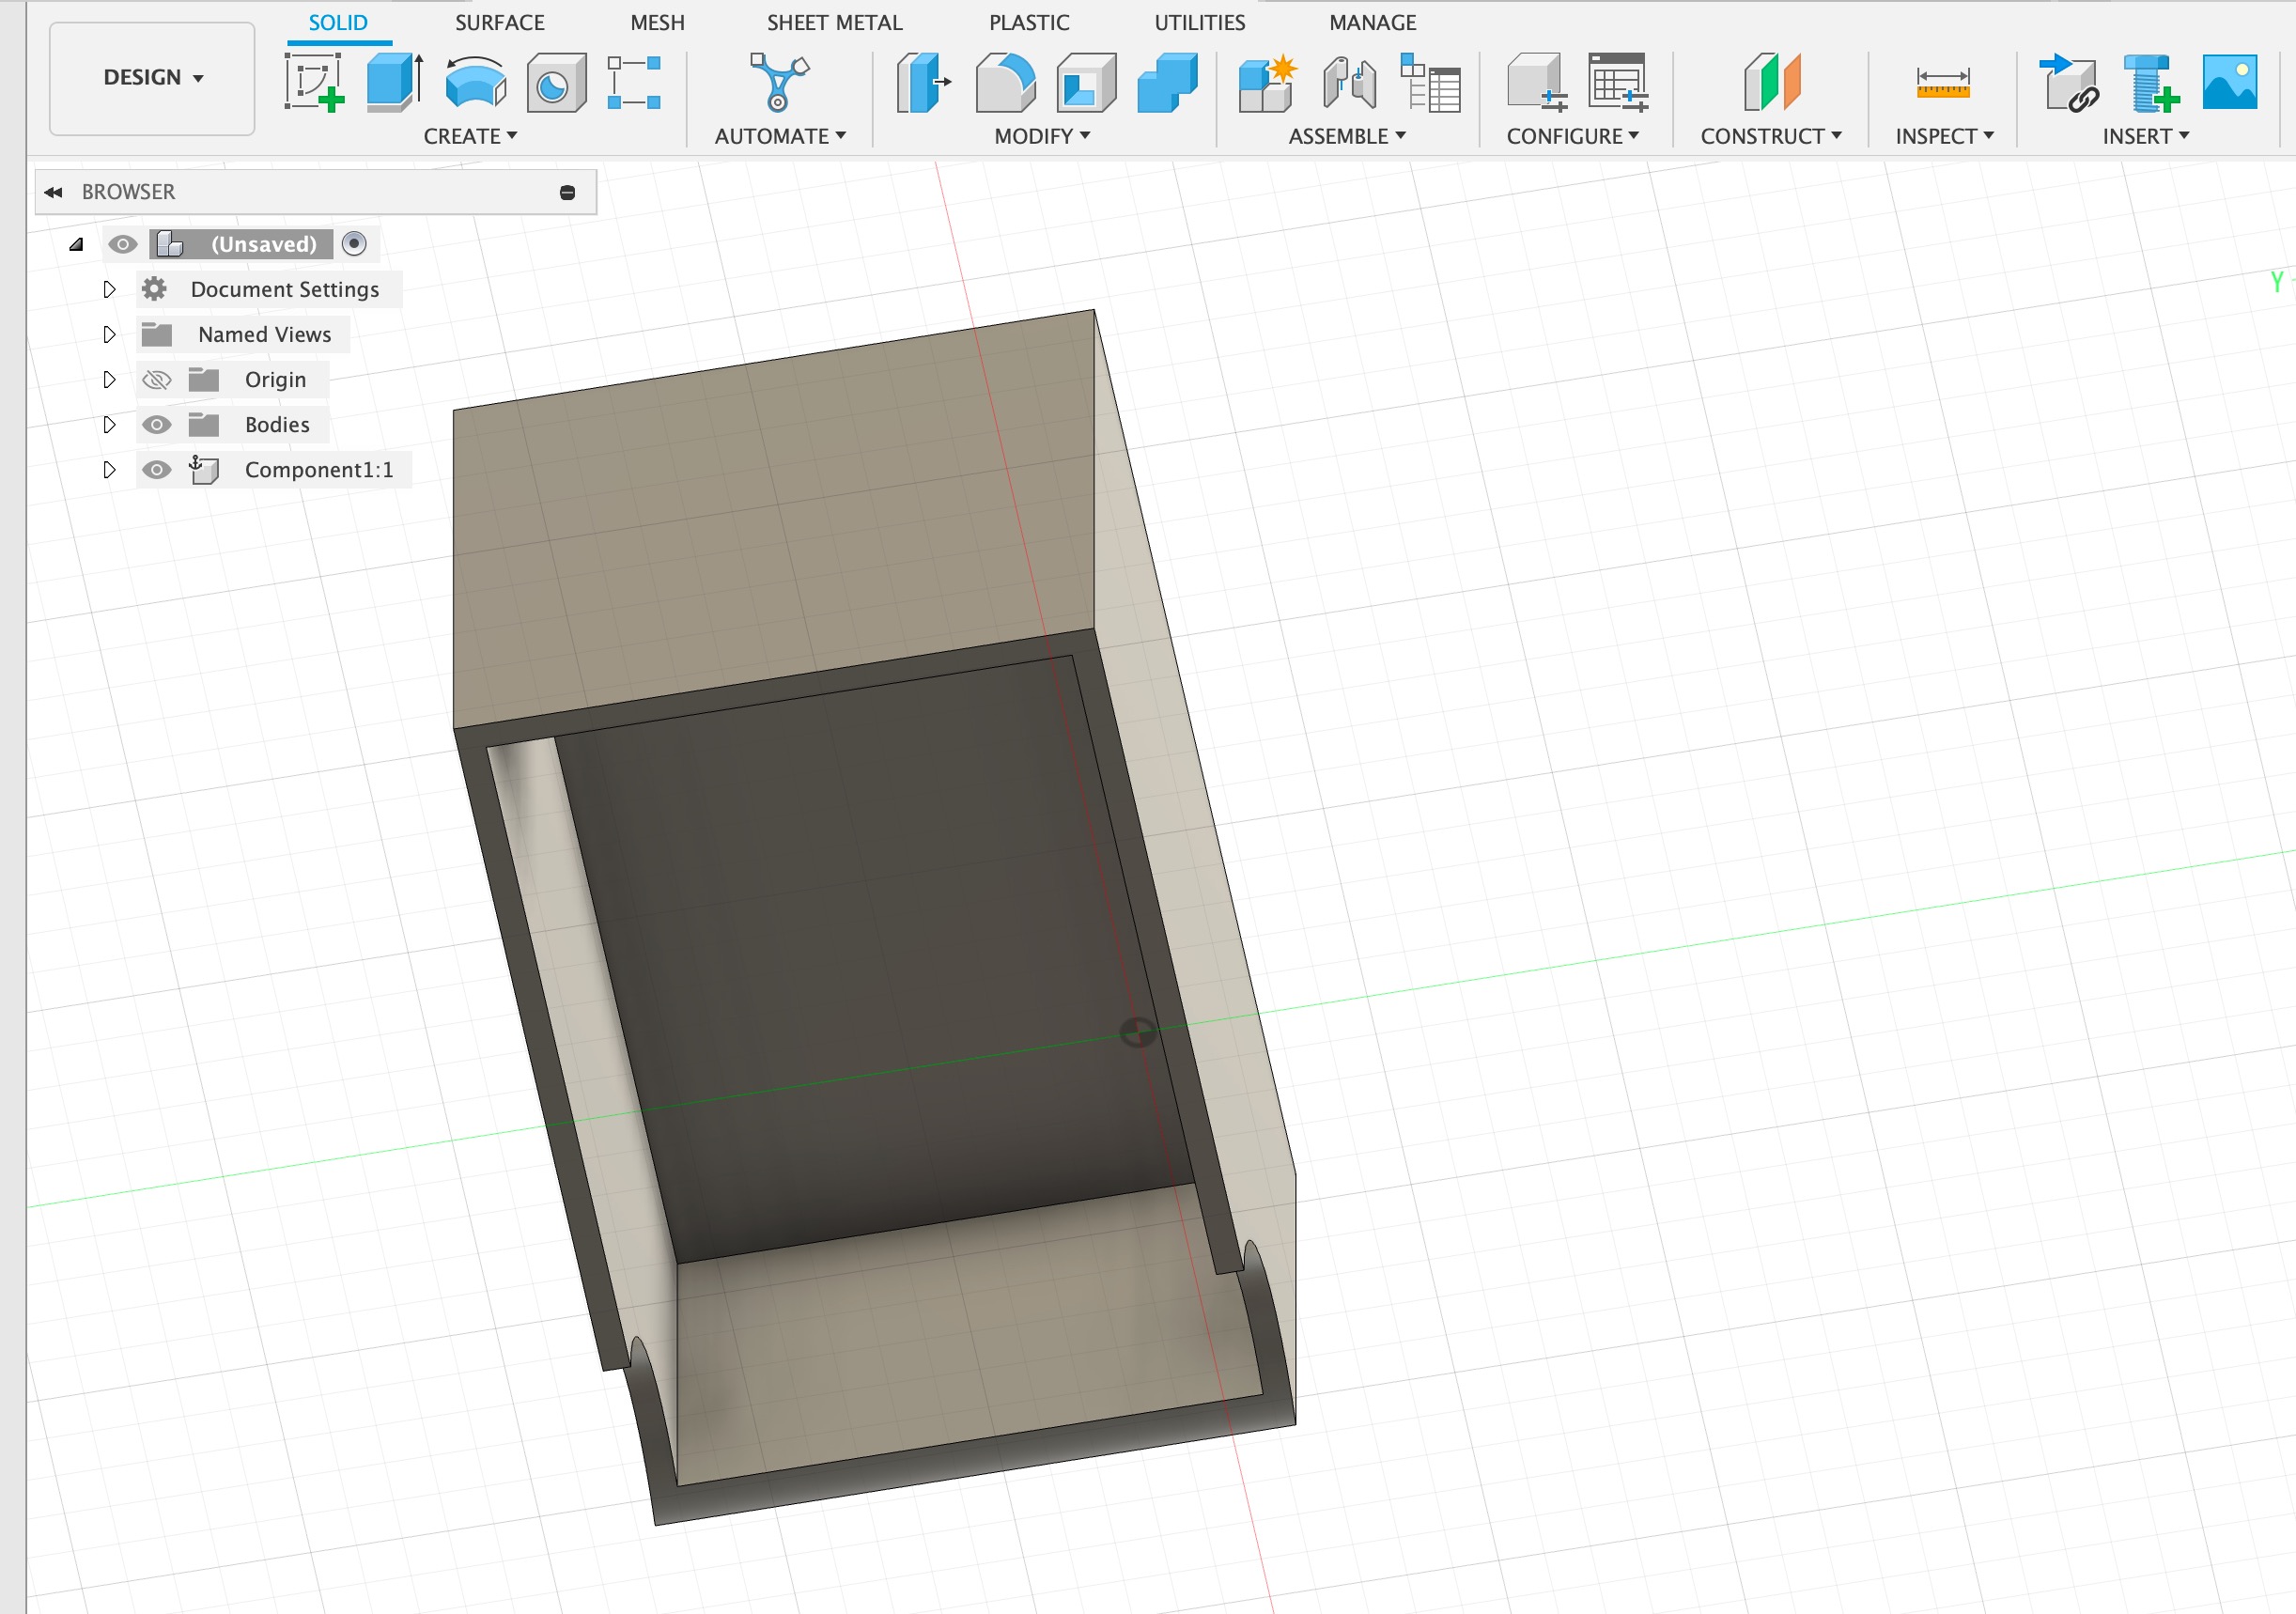 SOLID SURFACE MESH SHEET METAL PLASTIC UTILITIES MANAGE
DESIGN
CREATE AUTOMATE MODIFY ASSEMBLE CONFIGURE CONSTRUCT INSPECT INSERT
BROWSER
(Unsaved)
Document Settings
Named Views
Origin
Bodies
Component1:1
Y